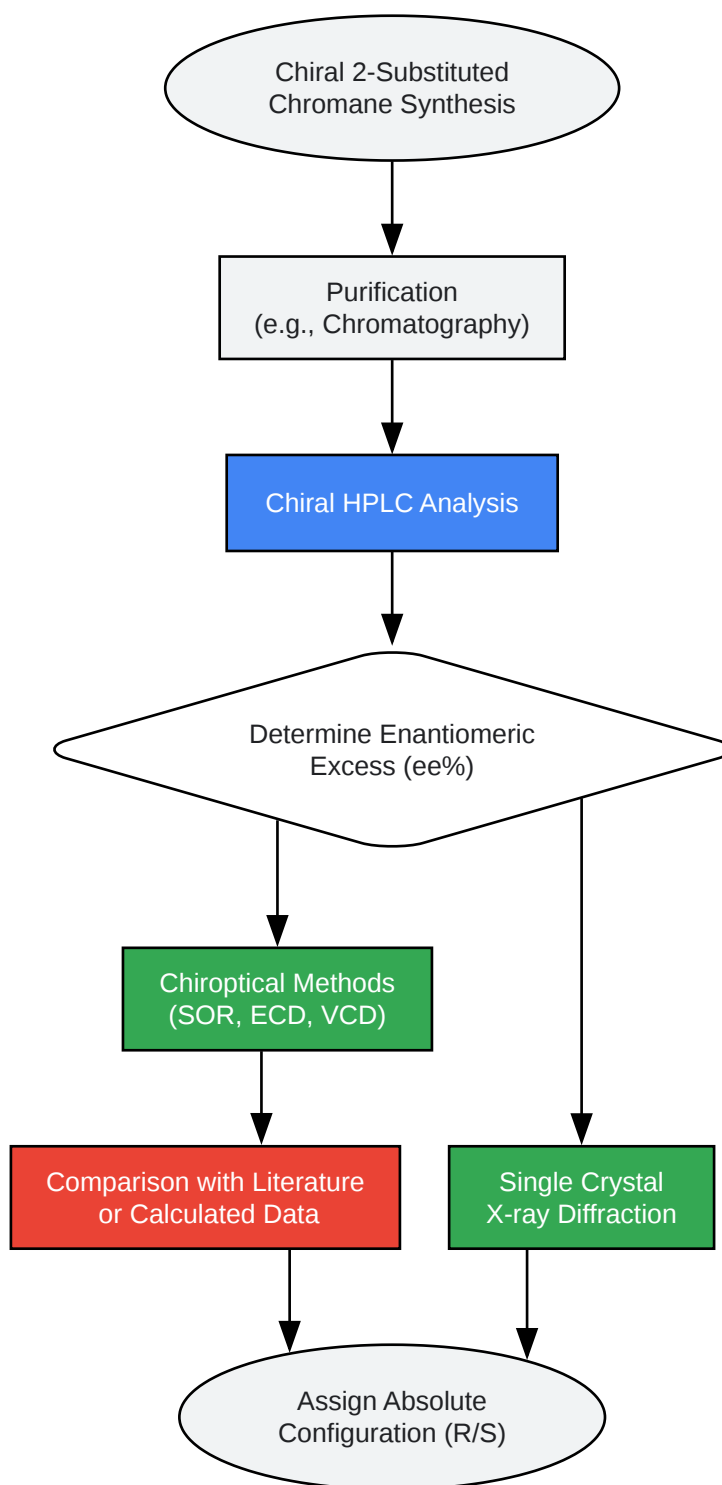 Chiral 2-Substituted
Chromane Synthesis
Purification
(e.g., Chromatography)
Chiral HPLC Analysis
Determine Enantiomeric
Excess (ee%)
Chiroptical Methods
(SOR, ECD, VCD)
Comparison with Literature
or Calculated Data
Single Crystal
X-ray Diffraction
Assign Absolute
Configuration (R/S)